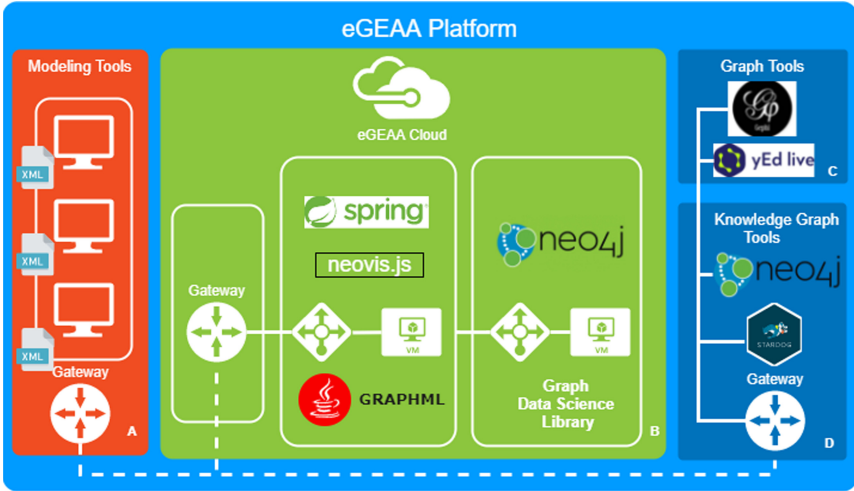 eGEAA Platform
Modeling Tools
XML
XML
XML
Gateway
A
eGEAA Cloud
Gateway
spring
neovis.js
VM
GRAPHML
neo4j
VM
Graph
Data Science
Library
B
Graph Tools
Gephi
yEd live
C
Knowledge Graph
Tools
neo4j
STARDOG
Gateway
D